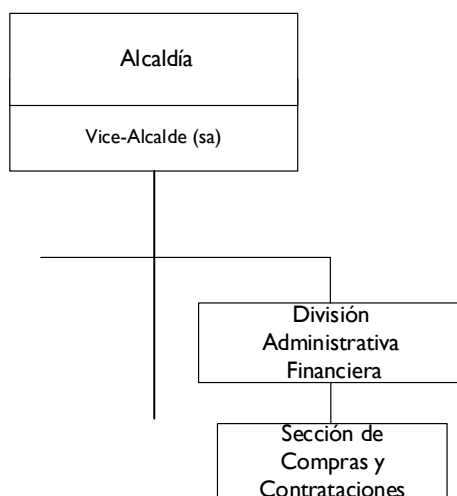 Alcaldía
Vice-Alcalde (sa)
División
Administrativa
Financiera
Sección de
Compras y
Contrataciones